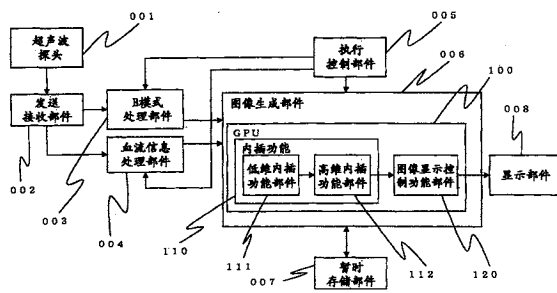 001
超声波
探头
发送
接收部件
002
003
B模式
处理部件
血流信息
处理部件
004
执行
控制部件
005
006
图像生成部件
100
GPU
内插功能
低维内插
功能部件
高维内插
功能部件
图像显示控
制功能部件
110
111
112
120
008
显示部件
007
暂时
存储部件